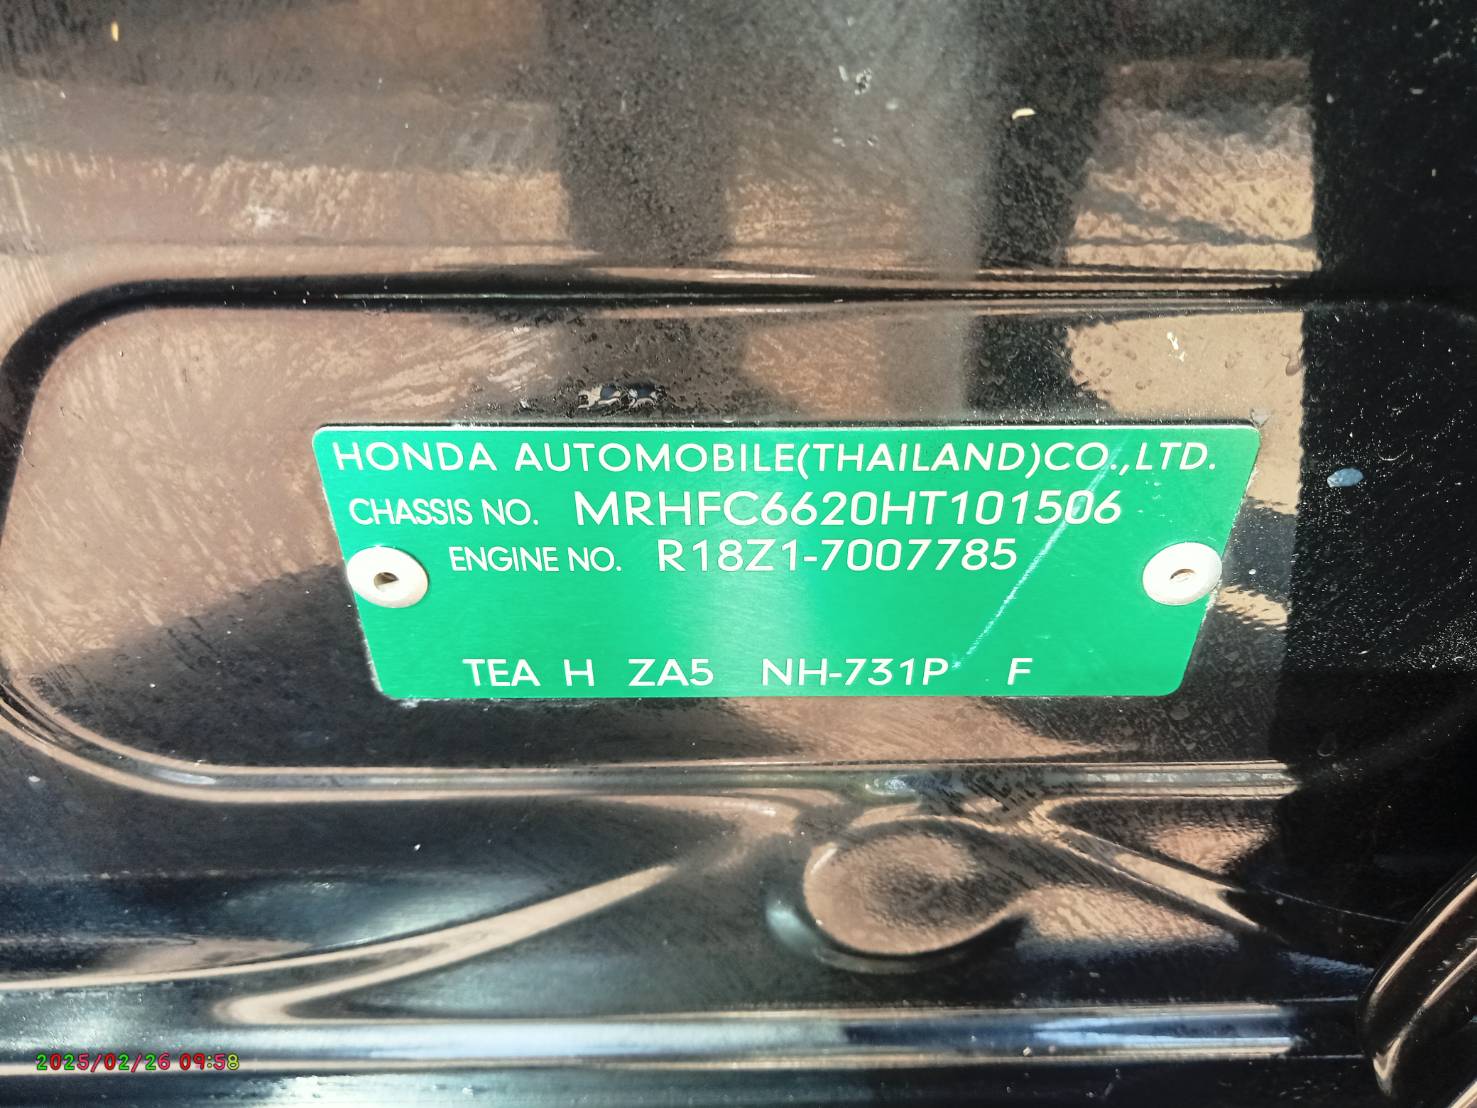 HONDA AUTOMOBILE(THAILAND)CO.,LTD.
CHASSIS NO. MRHFC6620HT101506
ENGINE NO. R18Z1-7007785
TEA H ZA5 NH-731P F
2025/02/26 09:58